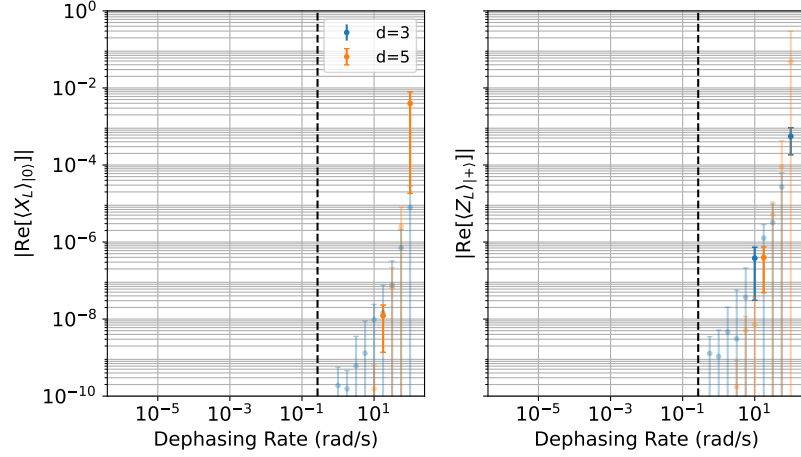 10^0
10^-2
10^-4
10^-6
10^-8
10^-10
|Re[⟨X_L⟩_|0⟩]|
d=3
d=5
10^-5
10^-3
10^-1
10^1
Dephasing Rate (rad/s)
|Re[⟨Z_L⟩_|+⟩]|
10^-5
10^-3
10^-1
10^1
Dephasing Rate (rad/s)